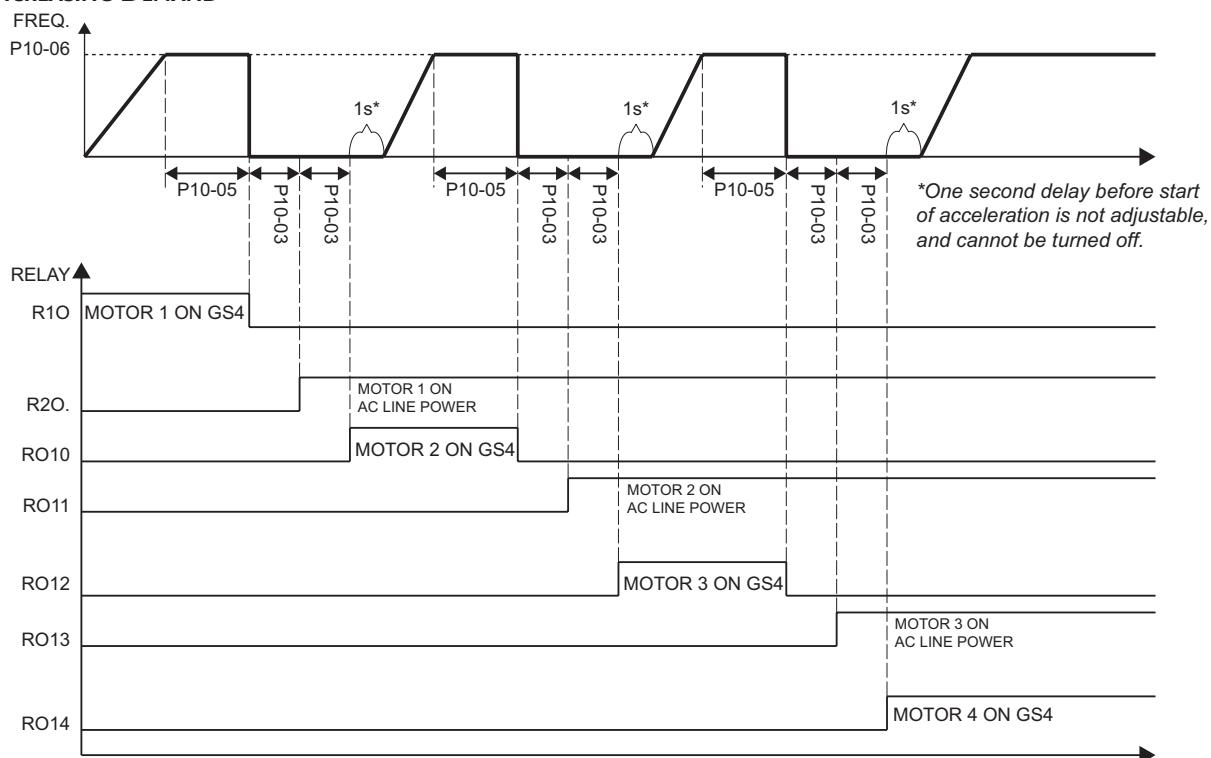 FREQ.
P10-06
1s*
1s*
1s*
P10-05
P10-03
P10-03
P10-05
P10-03
P10-03
P10-05
P10-03
P10-03
*One second delay before start
of acceleration is not adjustable,
and cannot be turned off.
RELAY
R1O
MOTOR 1 ON GS4
R2O.
MOTOR 1 ON
AC LINE POWER
RO10
MOTOR 2 ON GS4
RO11
MOTOR 2 ON
AC LINE POWER
RO12
MOTOR 3 ON GS4
RO13
MOTOR 3 ON
AC LINE POWER
RO14
MOTOR 4 ON GS4